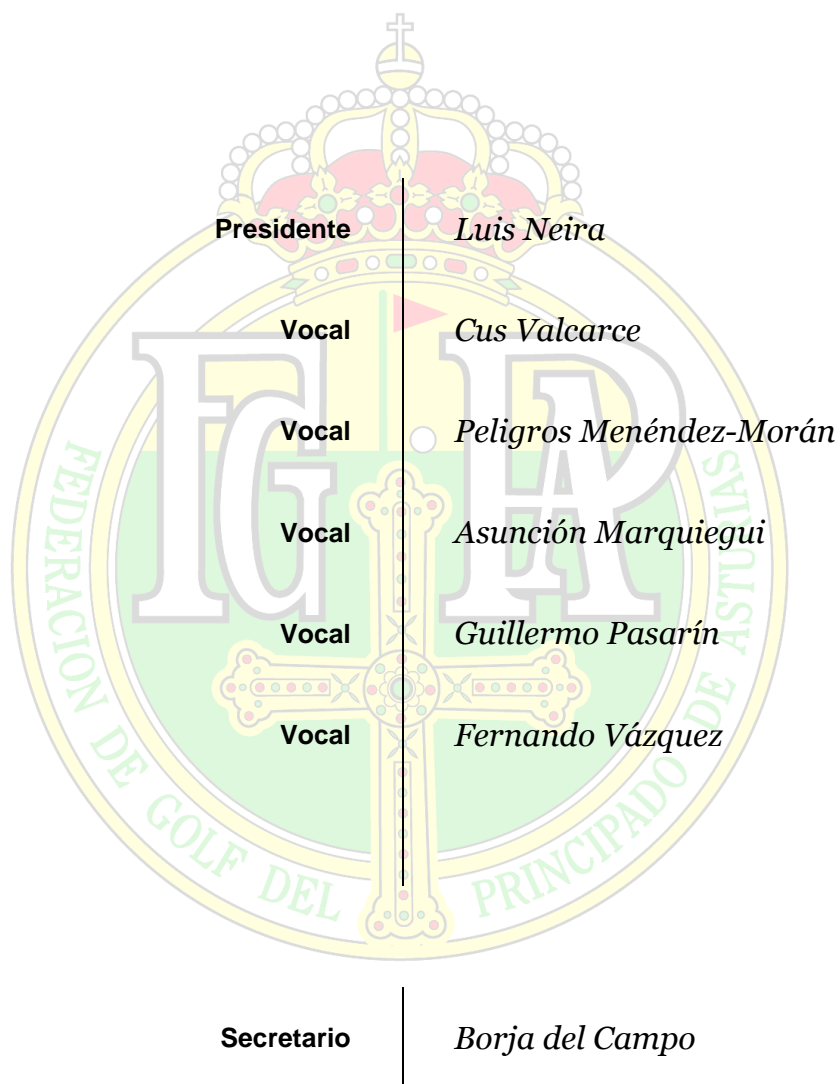 Presidente Luis Neira
Vocal Cus Valcarce
Vocal Peligros Menéndez-Morán
Vocal Asunción Marquiegui
Vocal Guillermo Pasarín
Vocal Fernando Vázquez
Secretario Borja del Campo
FGPA
FEDERACION DE GOLF DEL PRINCIPADO DE ASTURIAS